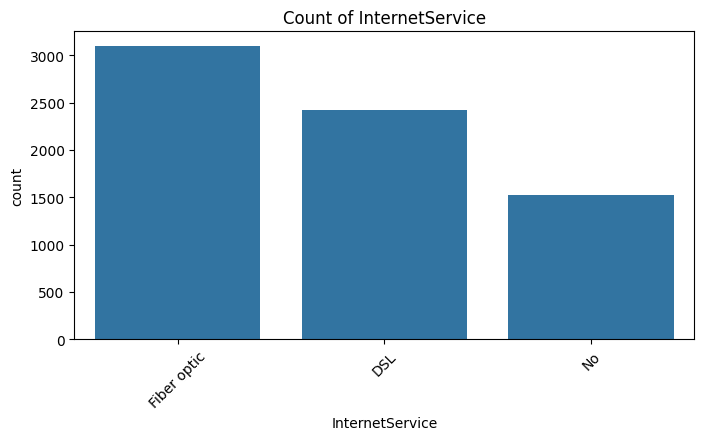 Count of InternetService
3000
2500
2000
1500
1000
500
0
count
Fiber optic
DSL
No
InternetService